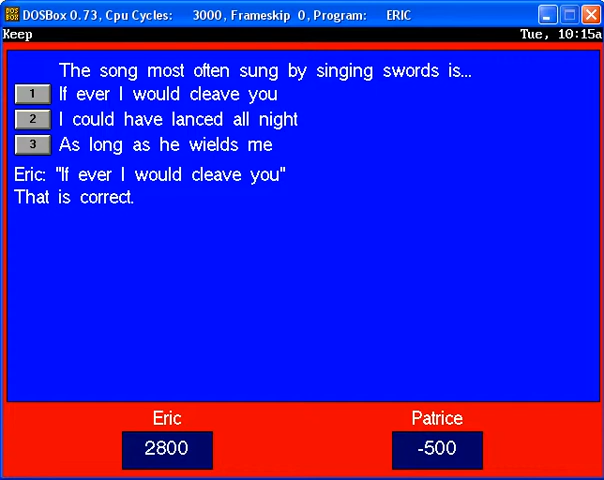 DOSBox 0.73, Cpu Cycles: 3000, Frameskip 0, Program: ERIC
Keep Tue, 10:15a
The song most often sung by singing swords is...
1 If ever I would cleave you
2 I could have lanced all night
3 As long as he wields me
Eric: "If ever I would cleave you"
That is correct.
Eric Patrice
2800 -500